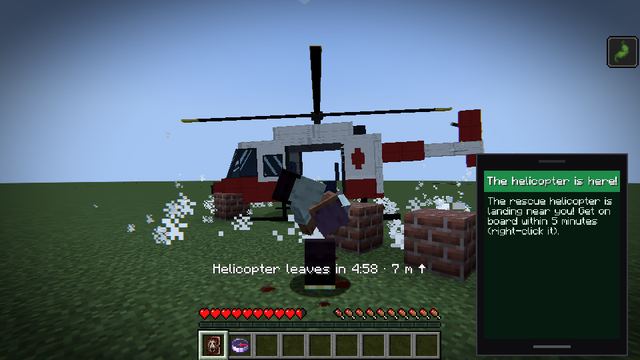 The helicopter is here!
The rescue helicopter is
landing near you! Get on
board within 5 minutes
(right-click it).
Helicopter leaves in 4:58 · 7 m ↑